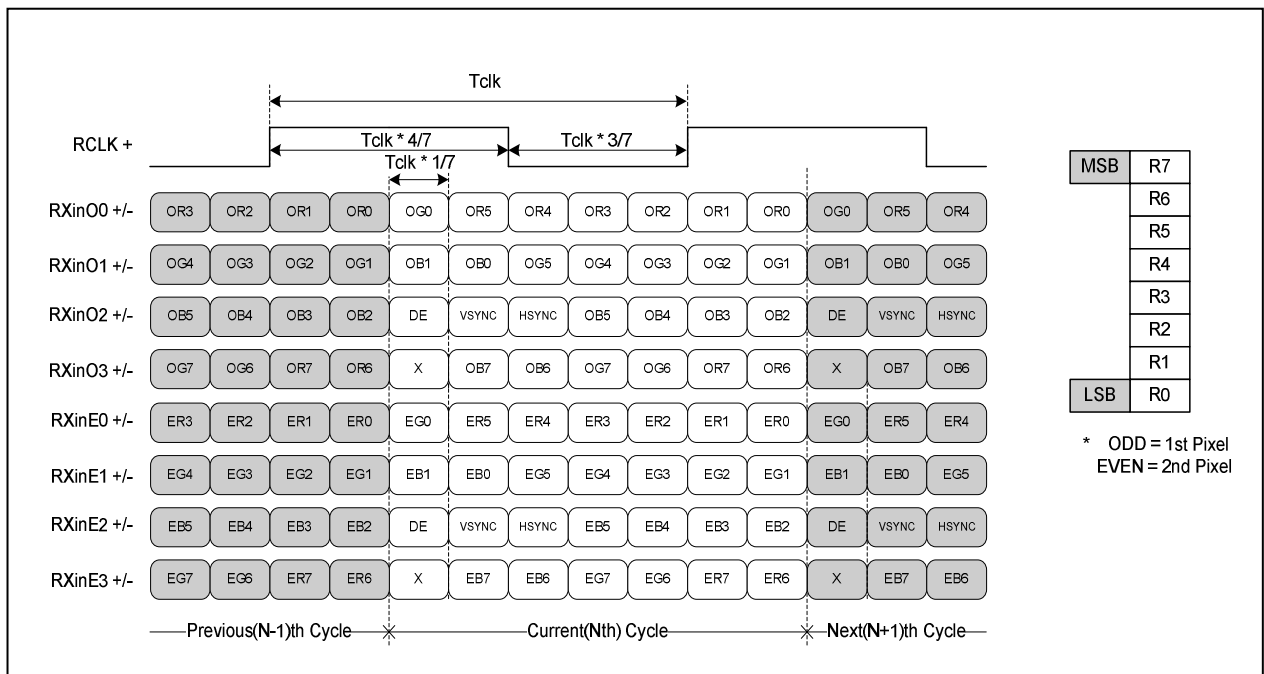 Tclk
RCLK +
Tclk * 4/7
Tclk * 3/7
Tclk * 1/7
RXinO0 +/- OR3 OR2 OR1 OR0 OG0 OR5 OR4 OR3 OR2 OR1 OR0 OG0 OR5 OR4
RXinO1 +/- OG4 OG3 OG2 OG1 OB1 OB0 OG5 OG4 OG3 OG2 OG1 OB1 OB0 OG5
RXinO2 +/- OB5 OB4 OB3 OB2 DE VSYNC HSYNC OB5 OB4 OB3 OB2 DE VSYNC HSYNC
RXinO3 +/- OG7 OG6 OR7 OR6 X OB7 OB6 OG7 OG6 OR7 OR6 X OB7 OB6
RXinE0 +/- ER3 ER2 ER1 ER0 EG0 ER5 ER4 ER3 ER2 ER1 ER0 EG0 ER5 ER4
RXinE1 +/- EG4 EG3 EG2 EG1 EB1 EB0 EG5 EG4 EG3 EG2 EG1 EB1 EB0 EG5
RXinE2 +/- EB5 EB4 EB3 EB2 DE VSYNC HSYNC EB5 EB4 EB3 EB2 DE VSYNC HSYNC
RXinE3 +/- EG7 EG6 ER7 ER6 X EB7 EB6 EG7 EG6 ER7 ER6 X EB7 EB6
Previous(N-1)th Cycle Current(Nth) Cycle Next(N+1)th Cycle
MSB R7
R6
R5
R4
R3
R2
R1
LSB R0
* ODD = 1st Pixel
EVEN = 2nd Pixel